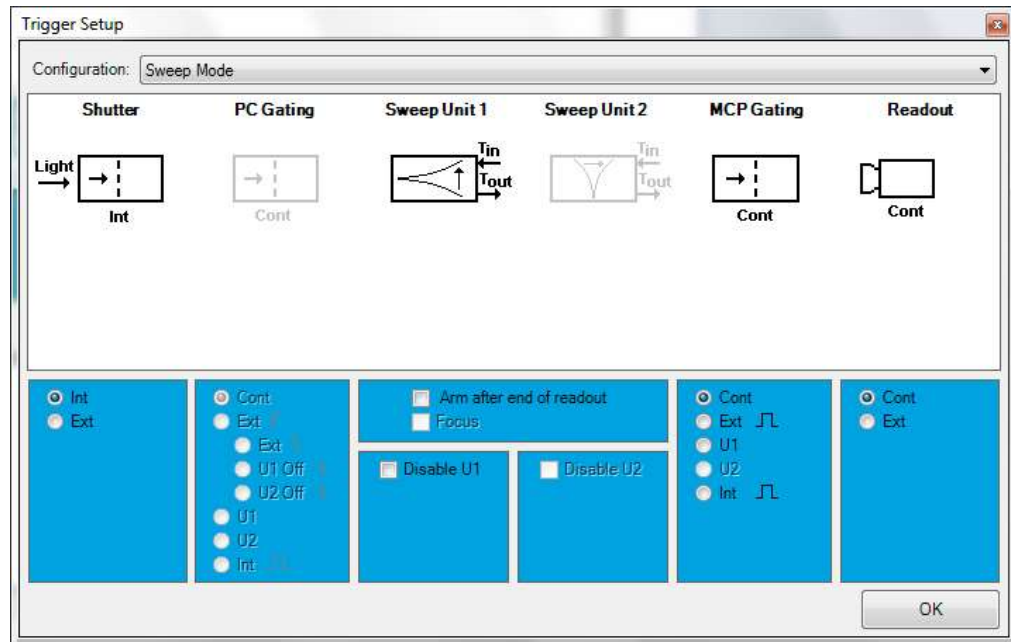 Trigger Setup
Configuration: Sweep Mode
Shutter PC Gating Sweep Unit 1 Sweep Unit 2 MCP Gating Readout
Light Tin Tout Tin Tout
Int Cont Cont Cont
Int
Ext
Cont
Ext
Ext
U1 Off
U2 Off
U1
U2
Int
Arm after end of readout
Focus
Disable U1
Disable U2
Cont
Ext
U1
U2
Int
Cont
Ext
OK